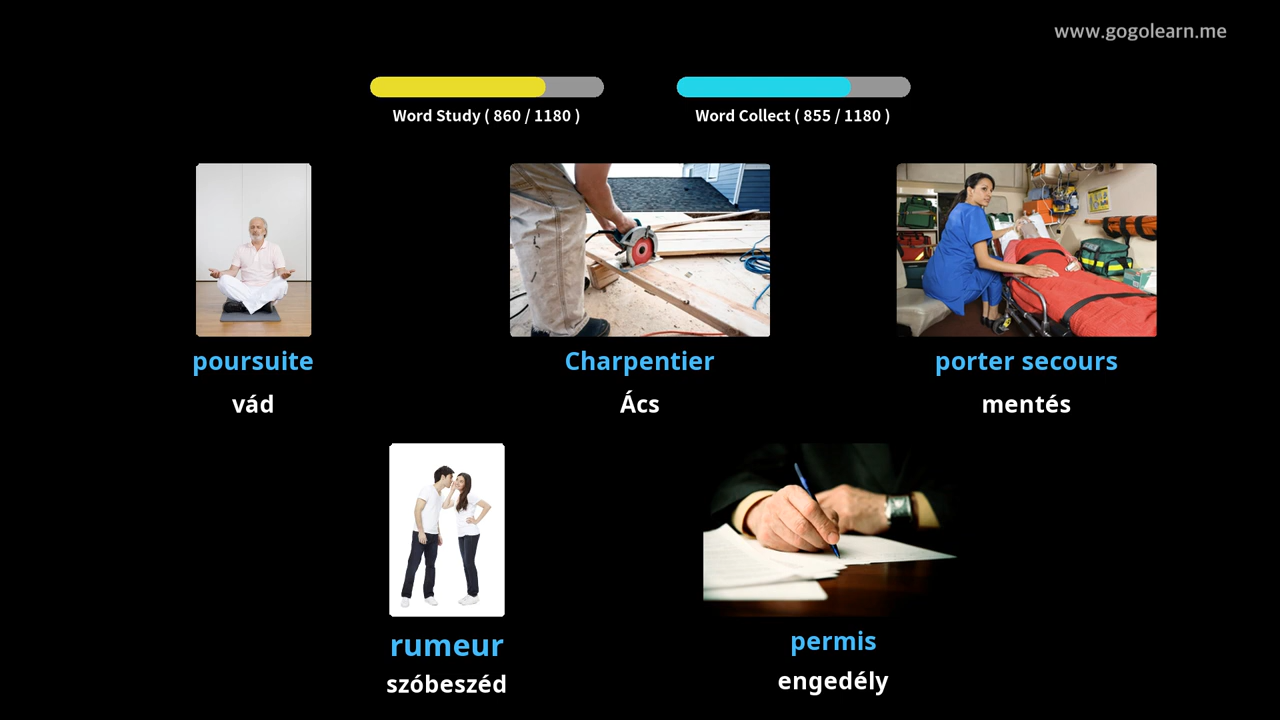 www.gogolearn.me
Word Study ( 860 / 1180 )
Word Collect ( 855 / 1180 )
poursuite
vád
Charpentier
Ács
porter secours
mentés
rumeur
szóbeszéd
permis
engedély